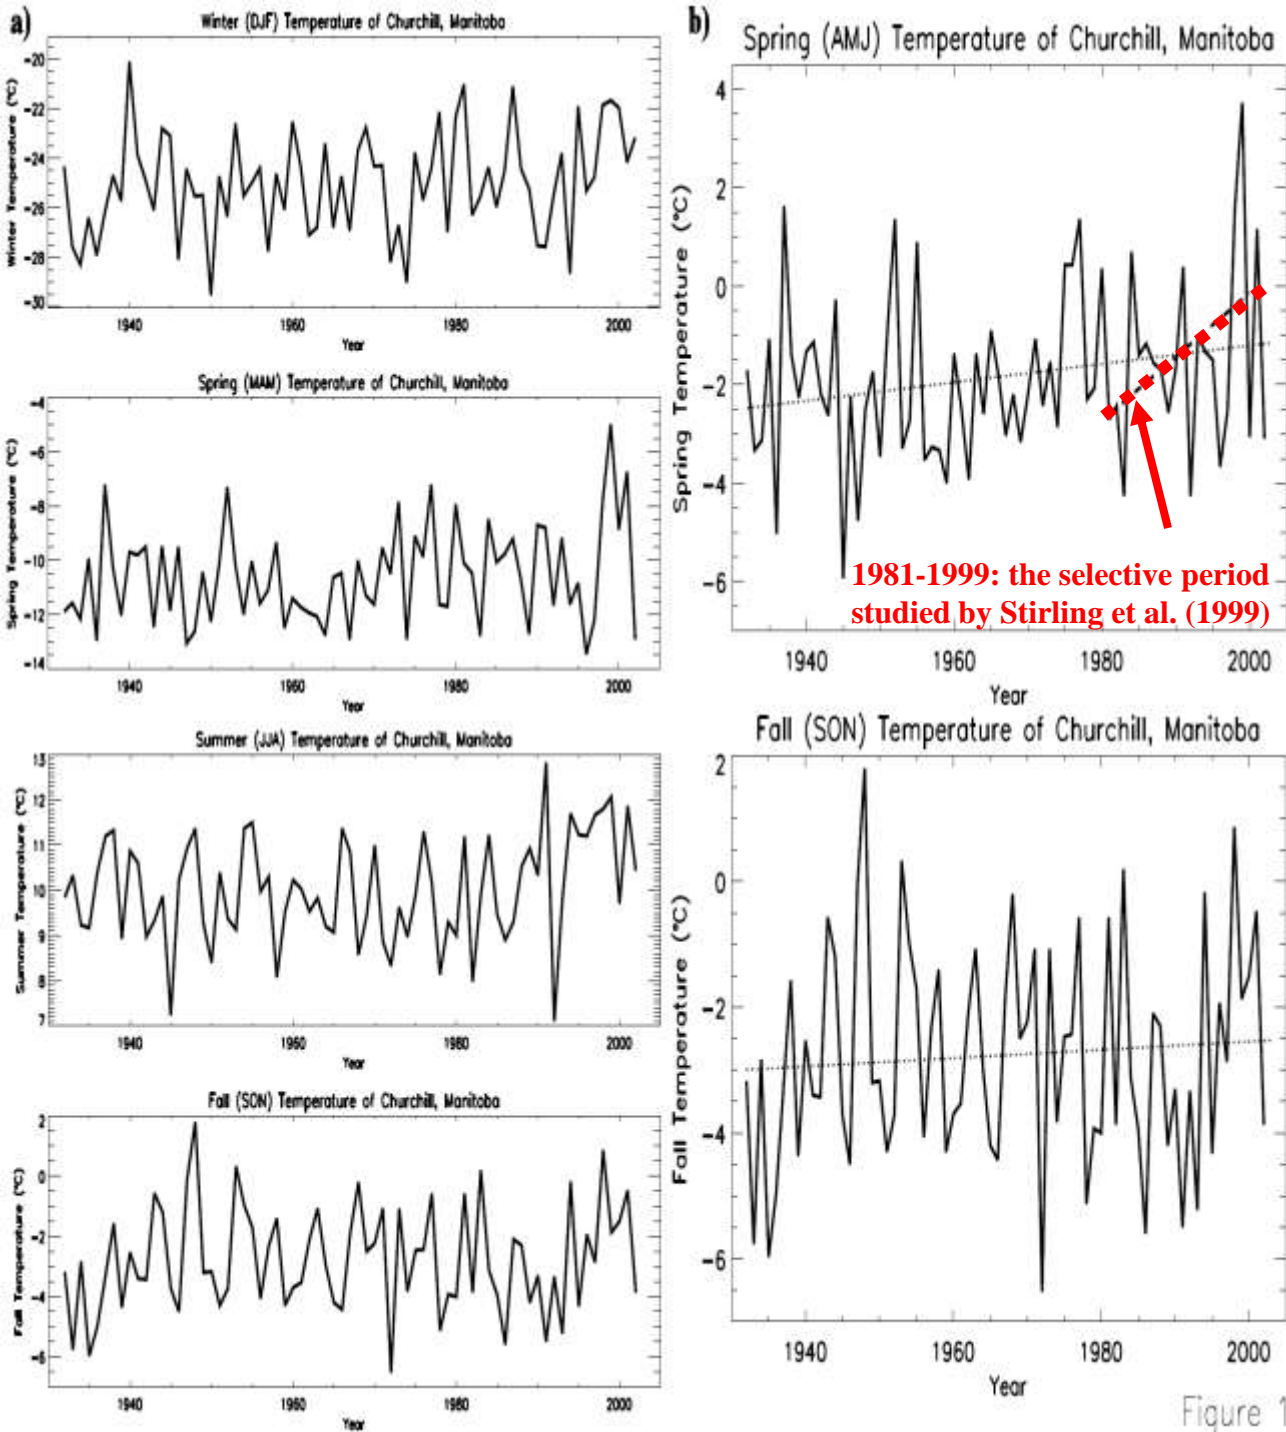 a)
Winter (DJF) Temperature of Churchill, Manitoba
Winter Temperature (°C)
-20
-22
-24
-26
-28
-30
1940
1960
1980
2000
Year
Spring (MAM) Temperature of Churchill, Manitoba
Spring Temperature (°C)
-4
-6
-8
-10
-12
-14
1940
1960
1980
2000
Year
Summer (JJA) Temperature of Churchill, Manitoba
Summer Temperature (°C)
13
12
11
10
9
8
7
1940
1960
1980
2000
Year
Fall (SON) Temperature of Churchill, Manitoba
Fall Temperature (°C)
2
0
-2
-4
-6
1940
1960
1980
2000
Year
b)
Spring (AMJ) Temperature of Churchill, Manitoba
Spring Temperature (°C)
4
2
0
-2
-4
-6
1981-1999: the selective period
studied by Stirling et al. (1999)
1940
1960
1980
2000
Year
Fall (SON) Temperature of Churchill, Manitoba
Fall Temperature (°C)
2
0
-2
-4
-6
1940
1960
1980
2000
Year
Figure 1